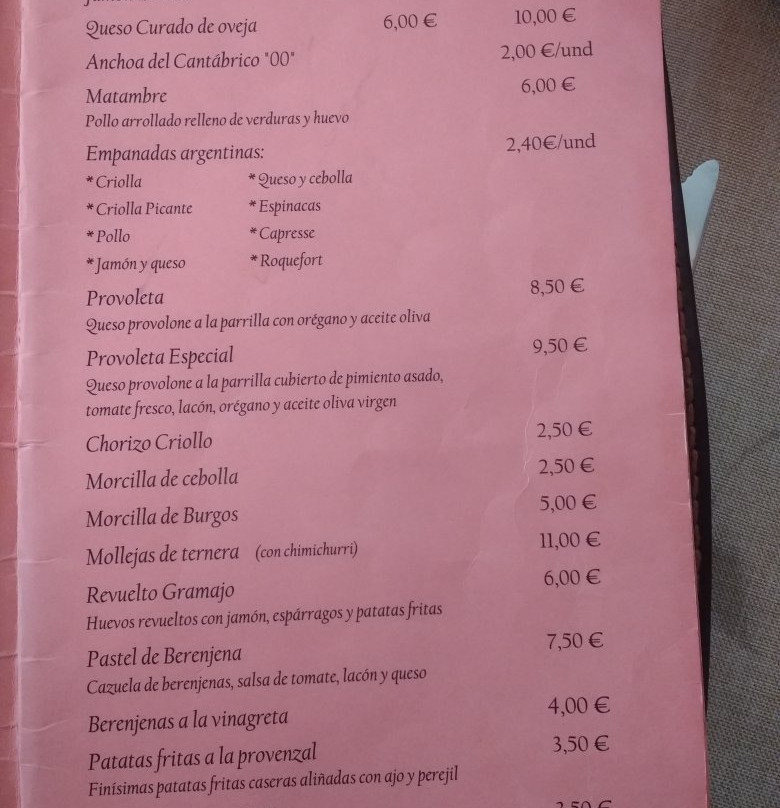 Queso Curado de oveja 6,00 € 10,00 €
Anchoa del Cantábrico "00" 2,00 €/und
Matambre 6,00 €
Pollo arrollado relleno de verduras y huevo
Empanadas argentinas: 2,40€/und
* Criolla * Queso y cebolla
* Criolla Picante * Espinacas
* Pollo * Capresse
* Jamón y queso * Roquefort
Provoleta 8,50 €
Queso provolone a la parrilla con orégano y aceite oliva
Provoleta Especial 9,50 €
Queso provolone a la parrilla cubierto de pimiento asado,
tomate fresco, lacón, orégano y aceite oliva virgen
Chorizo Criollo 2,50 €
Morcilla de cebolla 2,50 €
Morcilla de Burgos 5,00 €
Mollejas de ternera (con chimichurri) 11,00 €
Revuelto Gramajo 6,00 €
Huevos revueltos con jamón, espárragos y patatas fritas
Pastel de Berenjena 7,50 €
Cazuela de berenjenas, salsa de tomate, lacón y queso
Berenjenas a la vinagreta 4,00 €
Patatas fritas a la provenzal 3,50 €
Finísimas patatas fritas caseras aliñadas con ajo y perejil